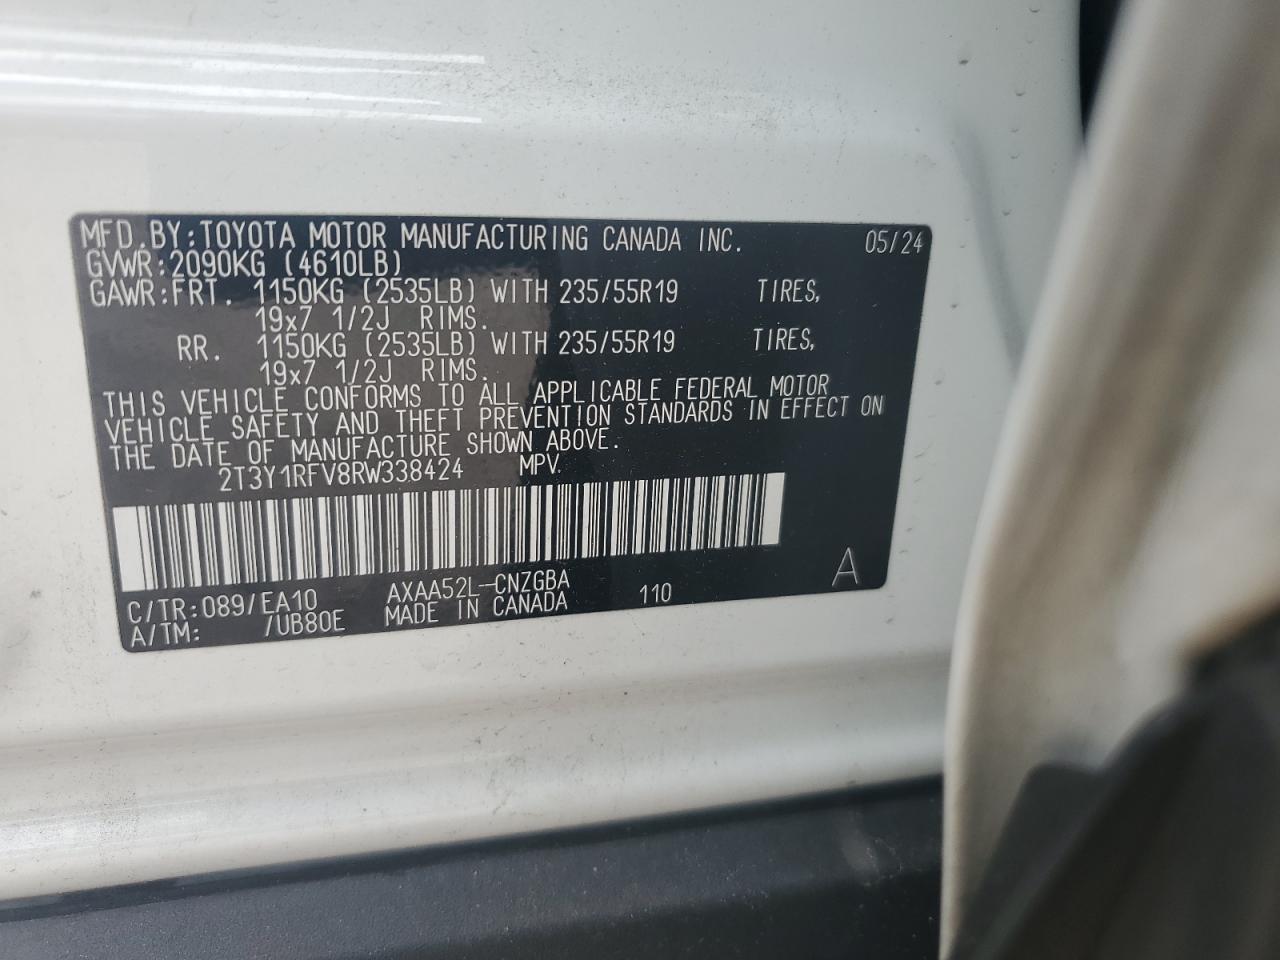 MFD.BY:TOYOTA MOTOR MANUFACTURING CANADA INC. 05/24
GVWR:2090KG (4610LB)
GAWR:FRT. 1150KG (2535LB) WITH 235/55R19 TIRES,
19x7 1/2J RIMS.
RR. 1150KG (2535LB) WITH 235/55R19 TIRES,
19x7 1/2J RIMS.
THIS VEHICLE CONFORMS TO ALL APPLICABLE FEDERAL MOTOR
VEHICLE SAFETY AND THEFT PREVENTION STANDARDS IN EFFECT ON
THE DATE OF MANUFACTURE SHOWN ABOVE.
2T3Y1RFV8RW338424 MPV.
C/TR:089/EA10 AXAA52L-CNZGBA 110 A
A/TM: /UB80E MADE IN CANADA